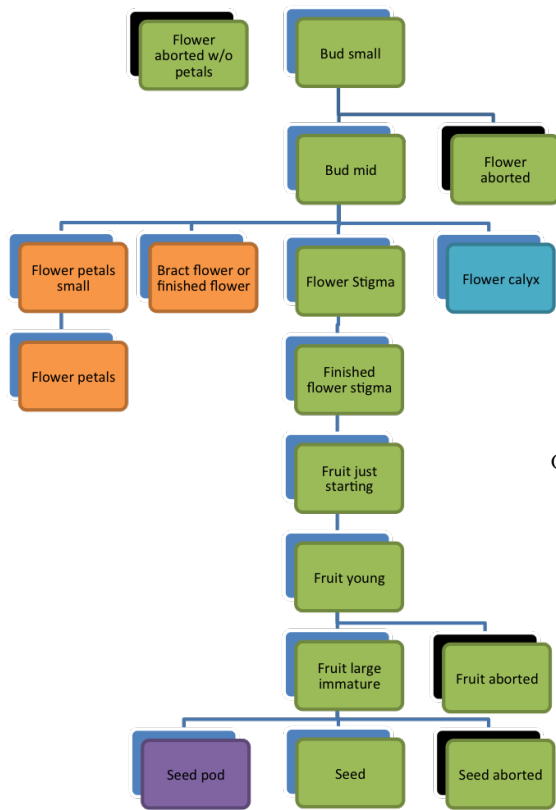 Flower
aborted w/o
petals
Bud small
Bud mid
Flower
aborted
Flower petals
small
Bract flower or
finished flower
Flower Stigma
Flower calyx
Flower petals
Finished
flower stigma
Fruit just
starting
Fruit young
Fruit large
immature
Fruit aborted
Seed pod
Seed
Seed aborted